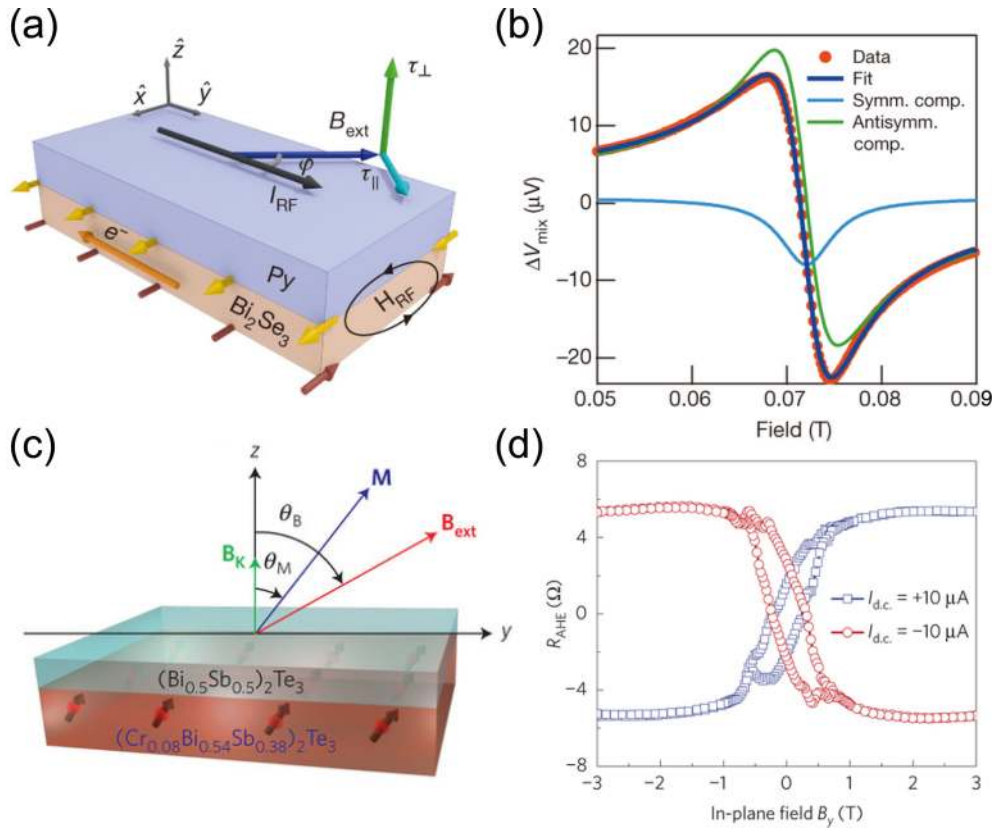 (a)
ẑ
x̂
ŷ
τ⊥
B_ext
φ
τ∥
I_RF
e⁻
Py
H_RF
Bi₂Se₃
(b)
20
10
0
−10
−20
ΔV_mix (μV)
Data
Fit
Symm. comp.
Antisymm.
comp.
0.05
0.06
0.07
0.08
0.09
Field (T)
(c)
z
M
θ_B
B_ext
B_K
θ_M
y
(Bi₀.₅Sb₀.₅)₂Te₃
(Cr₀.₀₈Bi₀.₅₄Sb₀.₃₈)₂Te₃
(d)
8
4
0
−4
−8
R_AHE (Ω)
I_d.c. = +10 μA
I_d.c. = −10 μA
−3
−2
−1
0
1
2
3
In-plane field B_y (T)